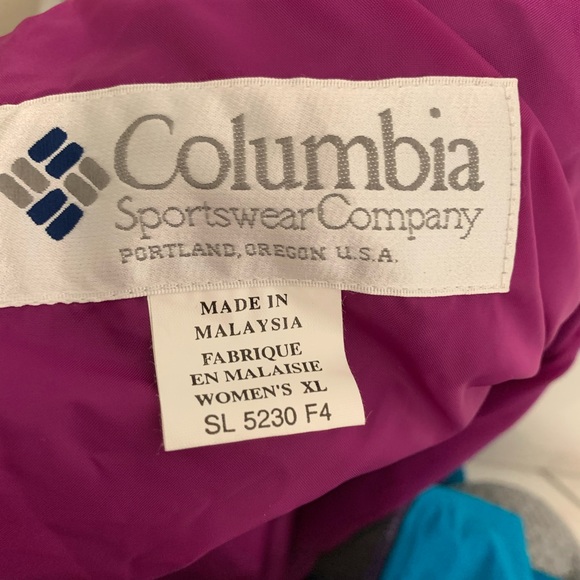 Columbia
Sportswear Company
PORTLAND, OREGON U.S.A.
MADE IN
MALAYSIA
FABRIQUE
EN MALAISIE
WOMEN'S XL
SL 5230 F4